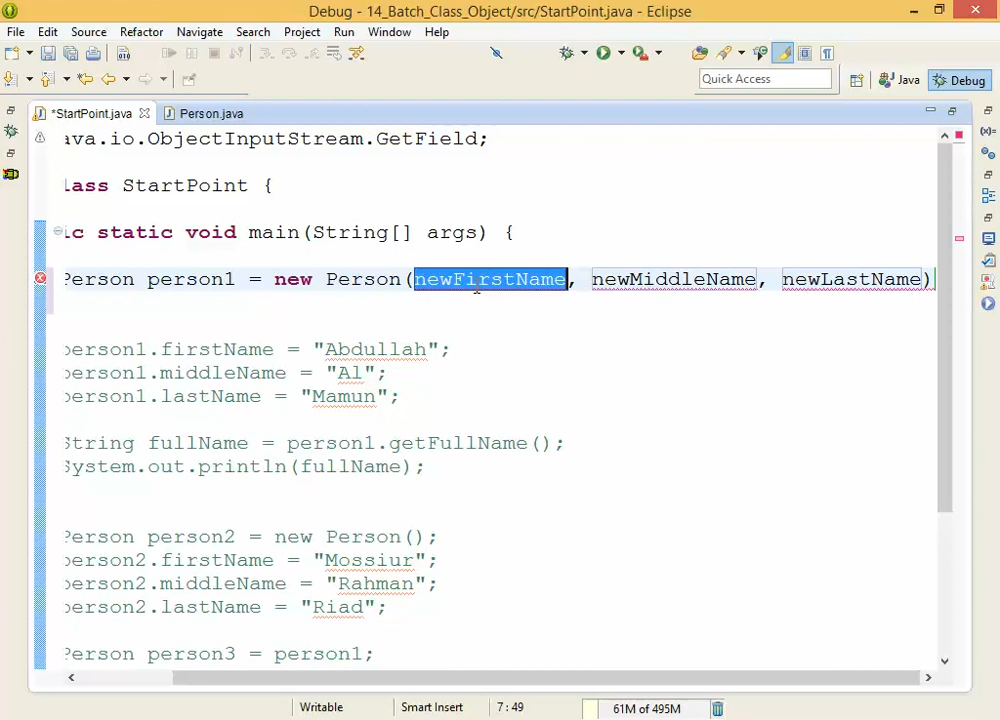 Debug - 14_Batch_Class_Object/src/StartPoint.java - Eclipse
File Edit Source Refactor Navigate Search Project Run Window Help
Quick Access
Java
Debug
*StartPoint.java
Person.java
ava.io.ObjectInputStream.GetField;
lass StartPoint {
ic static void main(String[] args) {
Person person1 = new Person(newFirstName, newMiddleName, newLastName)
person1.firstName = "Abdullah";
person1.middleName = "Al";
person1.lastName = "Mamun";
String fullName = person1.getFullName();
System.out.println(fullName);
Person person2 = new Person();
person2.firstName = "Mossiur";
person2.middleName = "Rahman";
person2.lastName = "Riad";
Person person3 = person1;
Writable
Smart Insert
7 : 49
61M of 495M